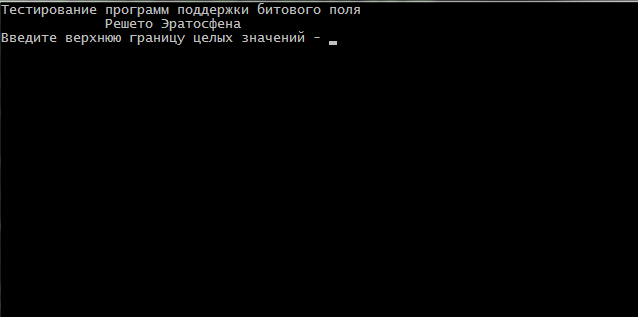 Тестирование программ поддержки битового поля
Решето Эратосфена
Введите верхнюю границу целых значений -